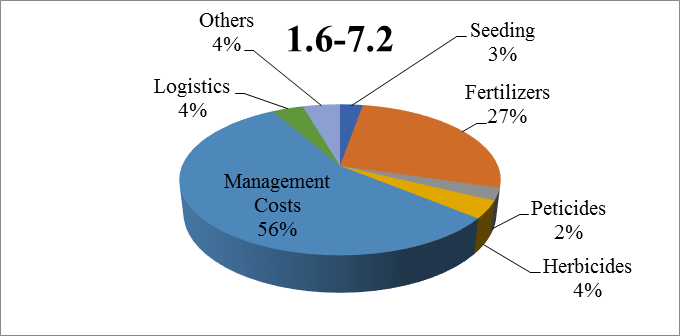 1.6-7.2
Others
4%
Seeding
3%
Logistics
4%
Fertilizers
27%
Management
Costs
56%
Peticides
2%
Herbicides
4%